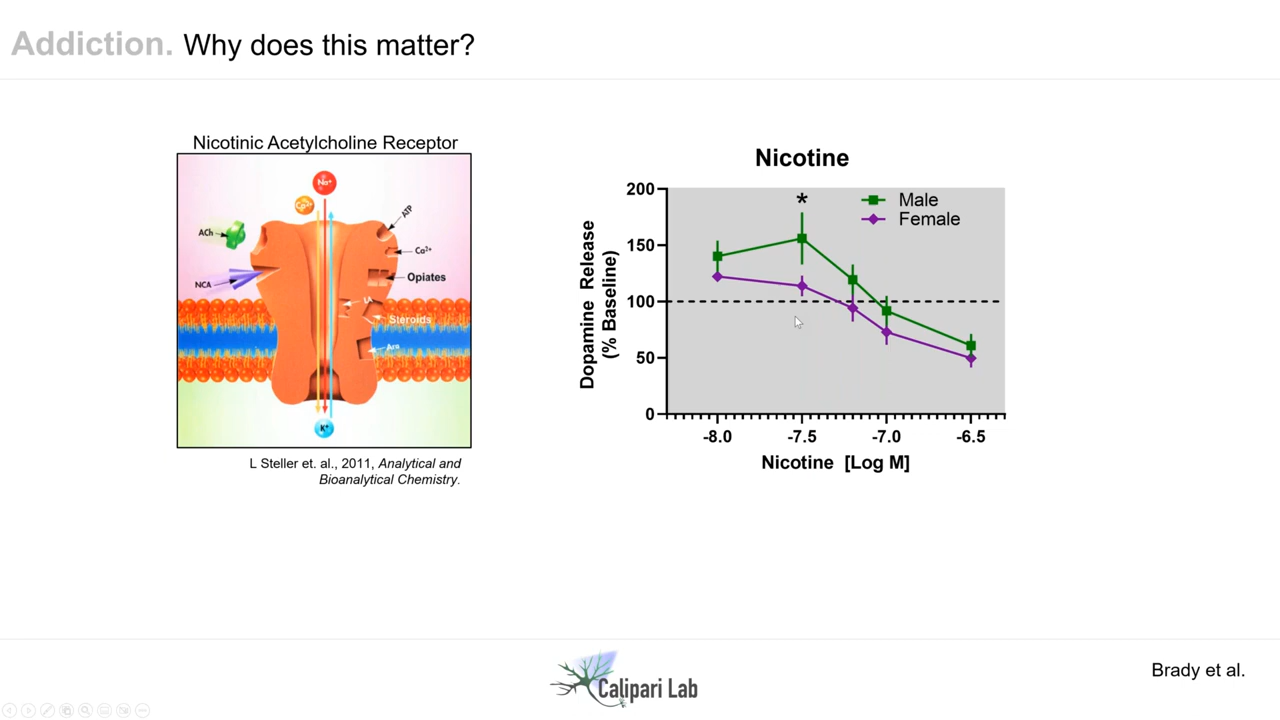 Addiction. Why does this matter?
Nicotinic Acetylcholine Receptor
Na+
Ca2+
ATP
ACh
Ca2+
Opiates
NCA
LA
Steroids
Ara
K+
L Steller et. al., 2011, Analytical and
Bioanalytical Chemistry.
Nicotine
200
*
Male
Female
150
100
50
0
Dopamine Release
(% Baseline)
-8.0 -7.5 -7.0 -6.5
Nicotine [Log M]
Calipari Lab
Brady et al.